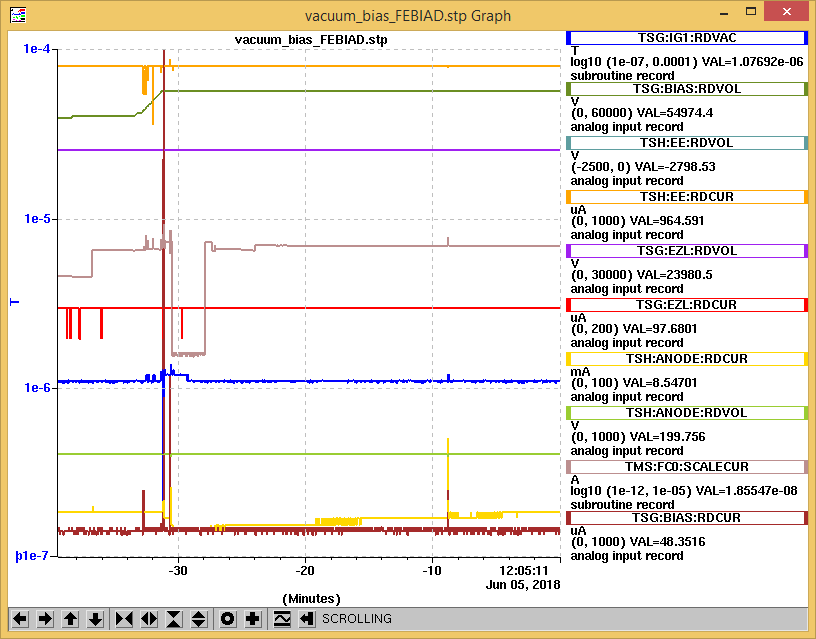 vacuum_bias_FEBIAD.stp Graph
vacuum_bias_FEBIAD.stp
1e-4
1e-5
T
1e-6
1e-7
-30
-20
-10
12:05:11
Jun 05, 2018
(Minutes)
TSG:IG1:RDVAC
T
log10 (1e-07, 0.0001) VAL=1.07692e-06
subroutine record
TSG:BIAS:RDVOL
V
(0, 60000) VAL=54974.4
analog input record
TSH:EE:RDVOL
V
(-2500, 0) VAL=-2798.53
analog input record
TSH:EE:RDCUR
uA
(0, 1000) VAL=964.591
analog input record
TSG:EZL:RDVOL
V
(0, 30000) VAL=23980.5
analog input record
TSG:EZL:RDCUR
uA
(0, 200) VAL=97.6801
analog input record
TSH:ANODE:RDCUR
mA
(0, 100) VAL=8.54701
analog input record
TSH:ANODE:RDVOL
V
(0, 1000) VAL=199.756
analog input record
TMS:FC0:SCALECUR
A
log10 (1e-12, 1e-05) VAL=1.85547e-08
subroutine record
TSG:BIAS:RDCUR
uA
(0, 1000) VAL=48.3516
analog input record
SCROLLING